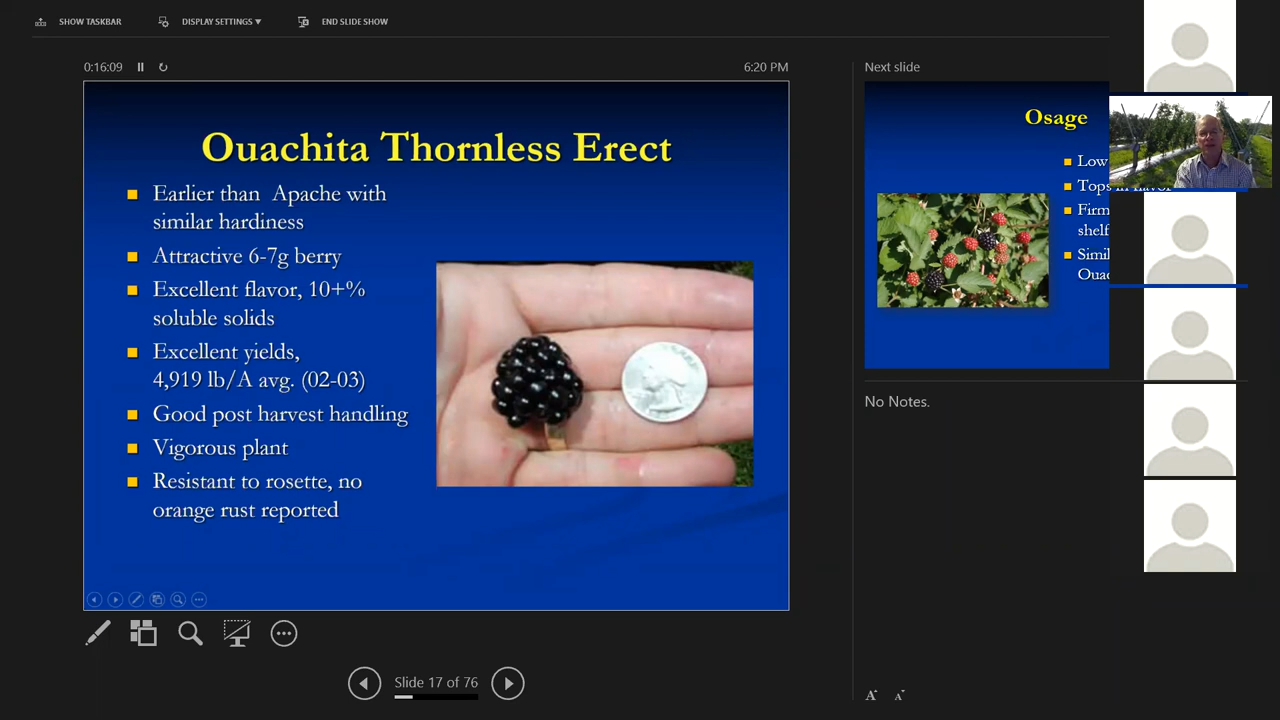 SHOW TASKBAR
DISPLAY SETTINGS
END SLIDE SHOW
0:16:09
6:20 PM
Ouachita Thornless Erect
Earlier than Apache with
similar hardiness
Attractive 6-7g berry
Excellent flavor, 10+%
soluble solids
Excellent yields,
4,919 lb/A avg. (02-03)
Good post harvest handling
Vigorous plant
Resistant to rosette, no
orange rust reported
Slide 17 of 76
Next slide
Osage
Low
Tops in flavor
Firm
shelf
Simil
Ouac
No Notes.
A A